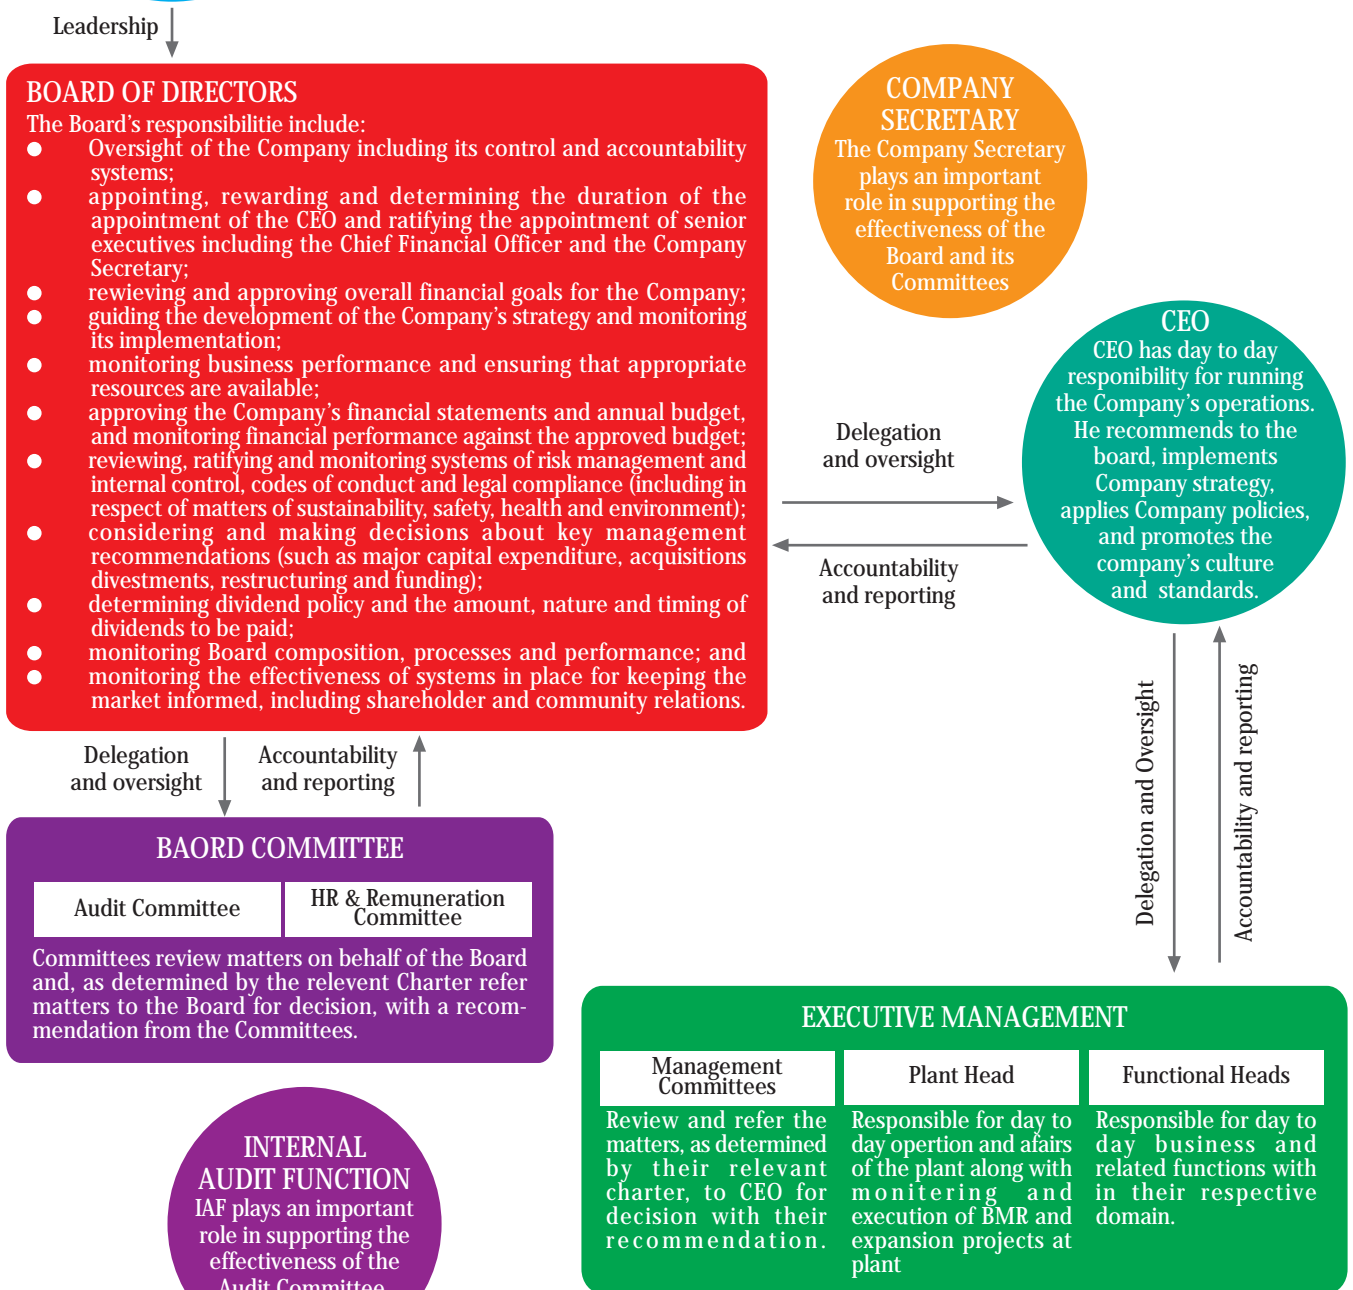 Leadership
BOARD OF DIRECTORS
The Board's responsibilitie include:
● Oversight of the Company including its control and accountability
systems;
● appointing, rewarding and determining the duration of the
appointment of the CEO and ratifying the appointment of senior
executives including the Chief Financial Officer and the Company
Secretary;
● rewieving and approving overall financial goals for the Company;
● guiding the development of the Company's strategy and monitoring
its implementation;
● monitoring business performance and ensuring that appropriate
resources are available;
● approving the Company's financial statements and annual budget,
and monitoring financial performance against the approved budget;
● reviewing, ratifying and monitoring systems of risk management and
internal control, codes of conduct and legal compliance (including in
respect of matters of sustainability, safety, health and environment);
● considering and making decisions about key management
recommendations (such as major capital expenditure, acquisitions
divestments, restructuring and funding);
● determining dividend policy and the amount, nature and timing of
dividends to be paid;
● monitoring Board composition, processes and performance; and
● monitoring the effectiveness of systems in place for keeping the
market informed, including shareholder and community relations.
COMPANY
SECRETARY
The Company Secretary
plays an important
role in supporting the
effectiveness of the
Board and its
Committees
CEO
CEO has day to day
responibility for running
the Company's operations.
He recommends to the
board, implements
Company strategy,
applies Company policies,
and promotes the
company's culture
and standards.
Delegation
and oversight
Accountability
and reporting
Delegation
and oversight
Accountability
and reporting
Delegation and Oversight
Accountability and reporting
BAORD COMMITTEE
Audit Committee
HR & Remuneration
Committee
Committees review matters on behalf of the Board
and, as determined by the relevent Charter refer
matters to the Board for decision, with a recom-
mendation from the Committees.
EXECUTIVE MANAGEMENT
Management
Committees
Review and refer the
matters, as determined
by their relevant
charter, to CEO for
decision with their
recommendation.
Plant Head
Responsible for day to
day opertion and afairs
of the plant along with
monitering and
execution of BMR and
expansion projects at
plant
Functional Heads
Responsible for day to
day business and
related functions with
in their respective
domain.
INTERNAL
AUDIT FUNCTION
IAF plays an important
role in supporting the
effectiveness of the
Audit Committee